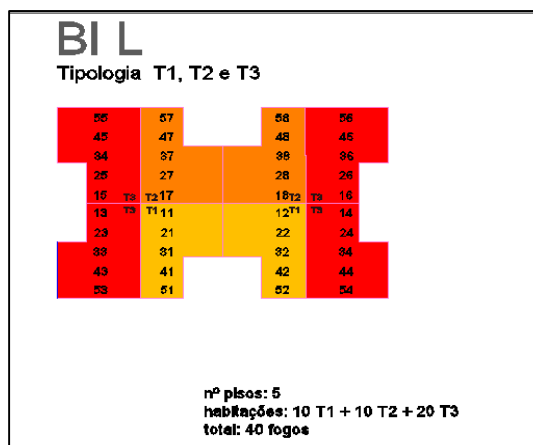 Bl L
Tipologia T1, T2 e T3
55 57 58 56
45 47 48
37 38 36
25 27 28 26
15 T3 T2 17 18 T2 T3 16
13 T3 T1 11 12 T1 T3 14
23 21 22 24
33 31 32 34
43 41 42 44
53 51 52 54
nº pisos: 5
habitações: 10 T1 + 10 T2 + 20 T3
total: 40 fogos